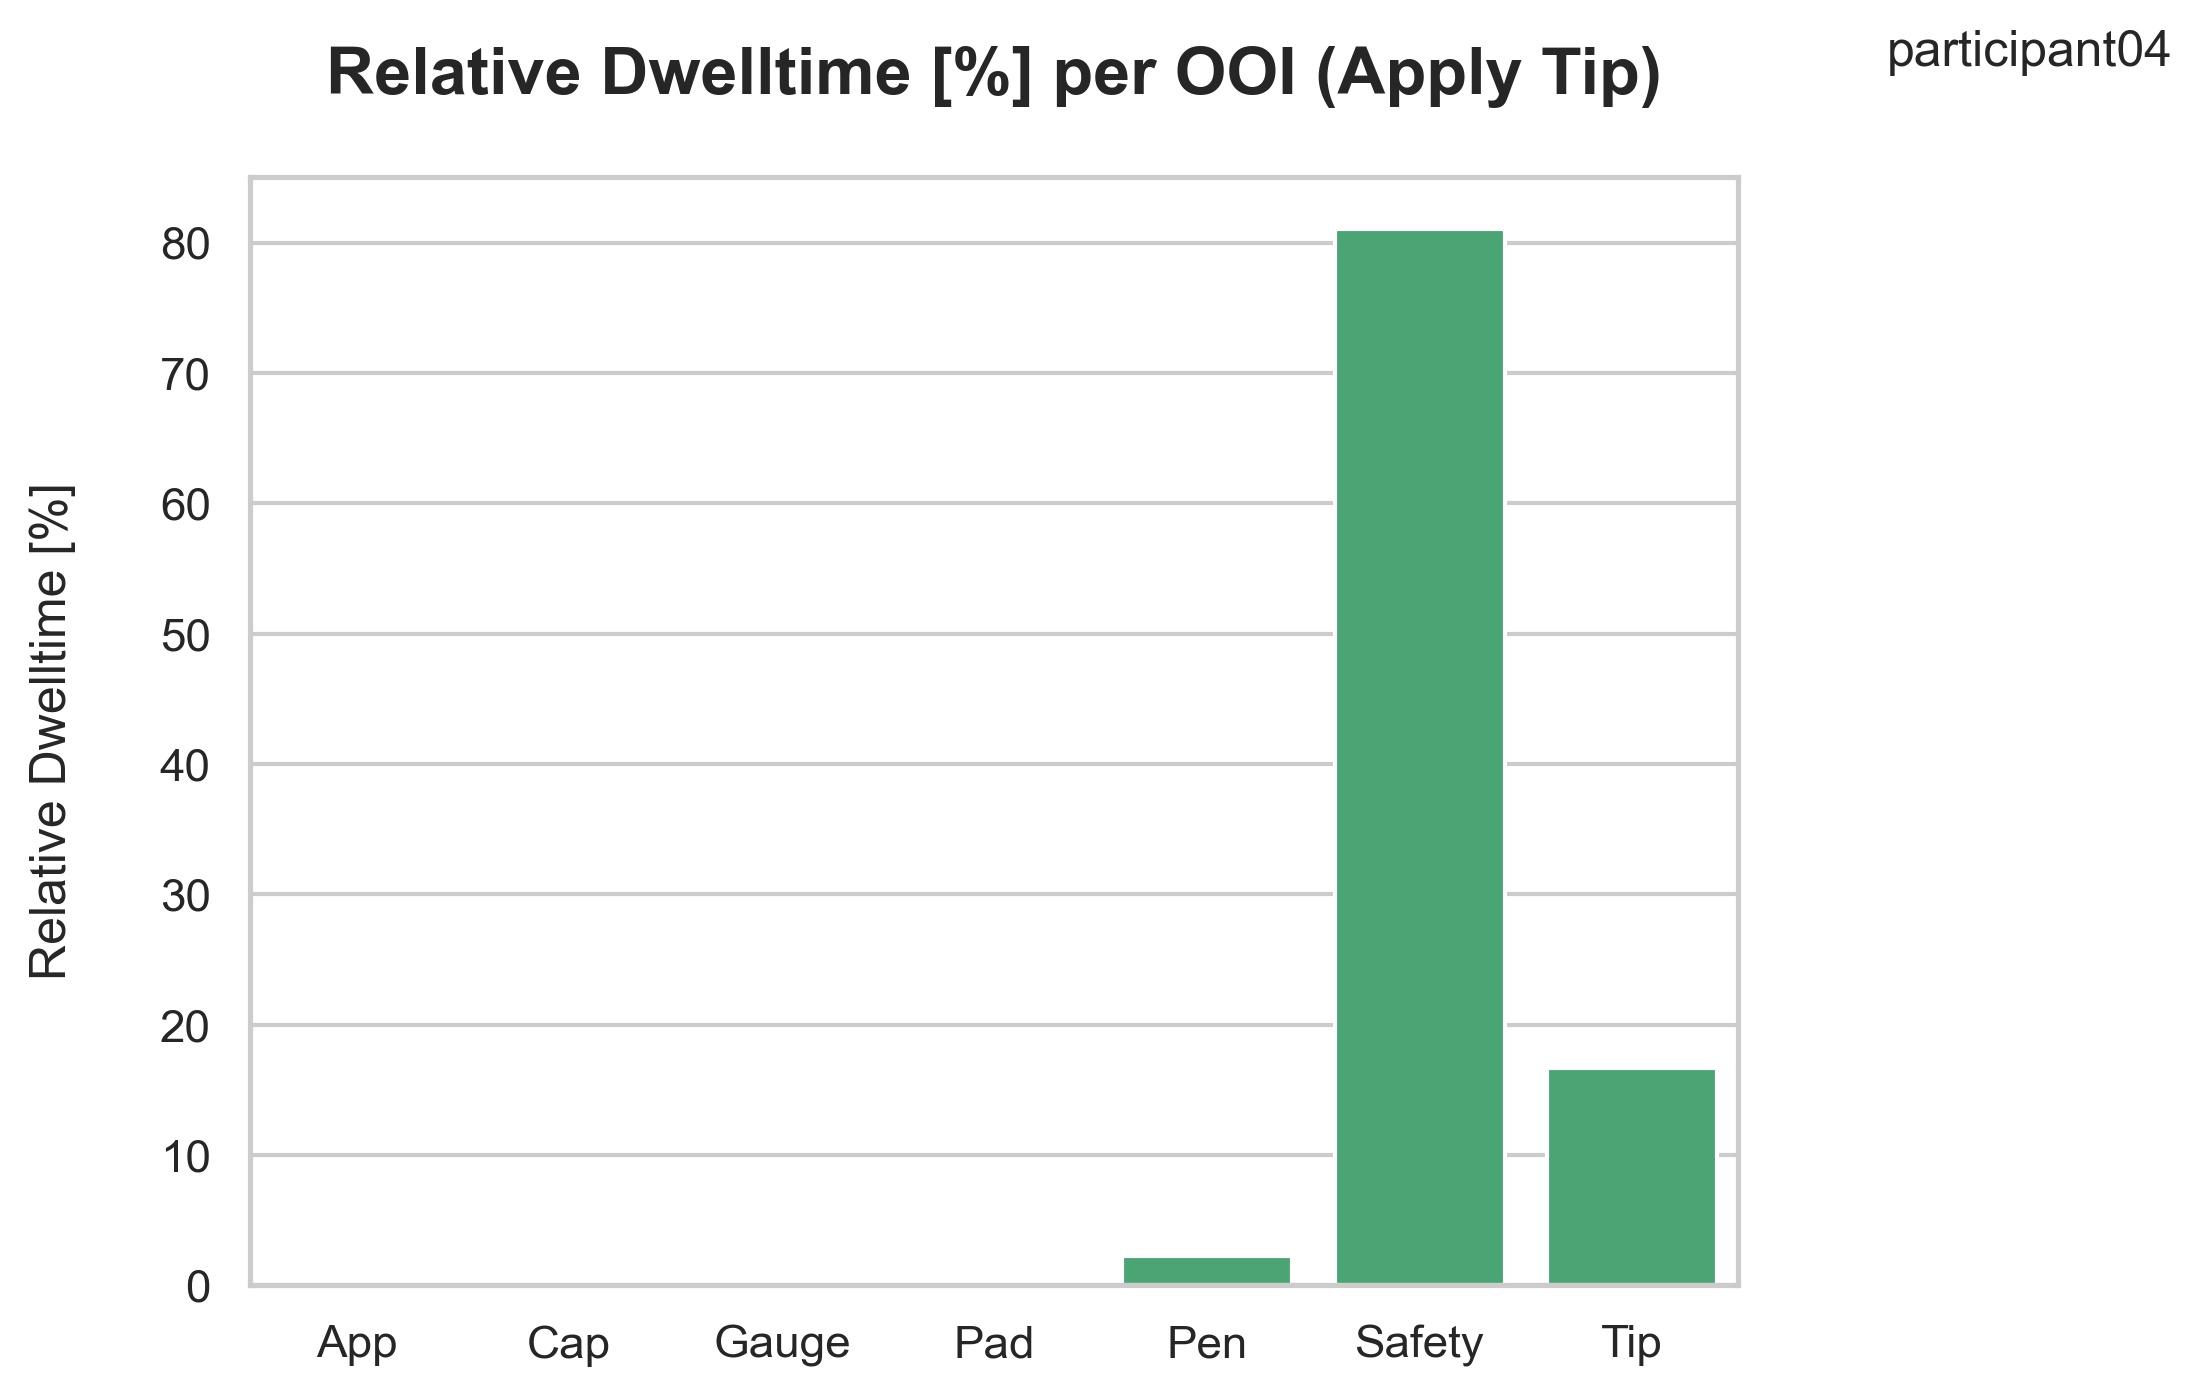 Relative Dwelltime [%] per OOI (Apply Tip)
participant04
Relative Dwelltime [%]
80
70
60
50
40
30
20
10
0
App
Cap
Gauge
Pad
Pen
Safety
Tip